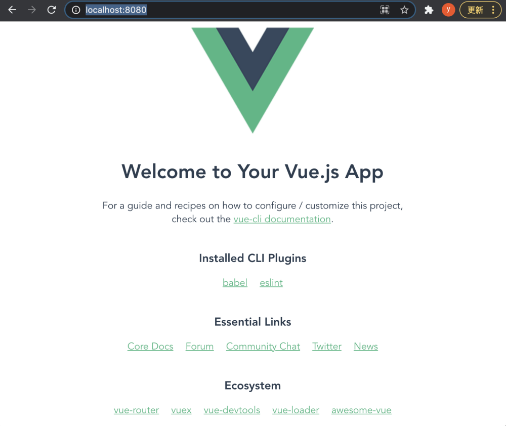 localhost:8080
y
更新
Welcome to Your Vue.js App
For a guide and recipes on how to configure / customize this project,
check out the vue-cli documentation.
Installed CLI Plugins
babel eslint
Essential Links
Core Docs Forum Community Chat Twitter News
Ecosystem
vue-router vuex vue-devtools vue-loader awesome-vue